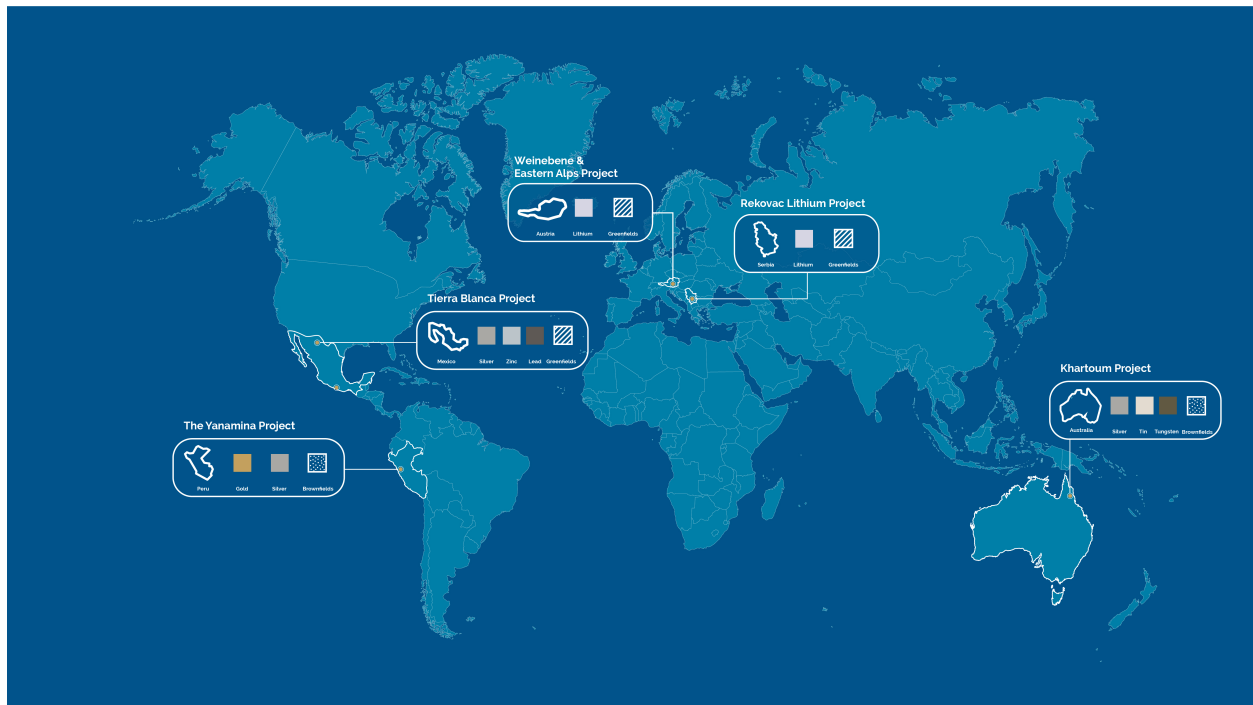 Weinebene &
Eastern Alps Project
Austria Lithium Greenfields
Rekovac Lithium Project
Serbia Lithium Greenfields
Tierra Blanca Project
Mexico Silver Zinc Lead Greenfields
Khartoum Project
Australia Silver Tin Tungsten Brownfields
The Yanamina Project
Peru Gold Silver Brownfields